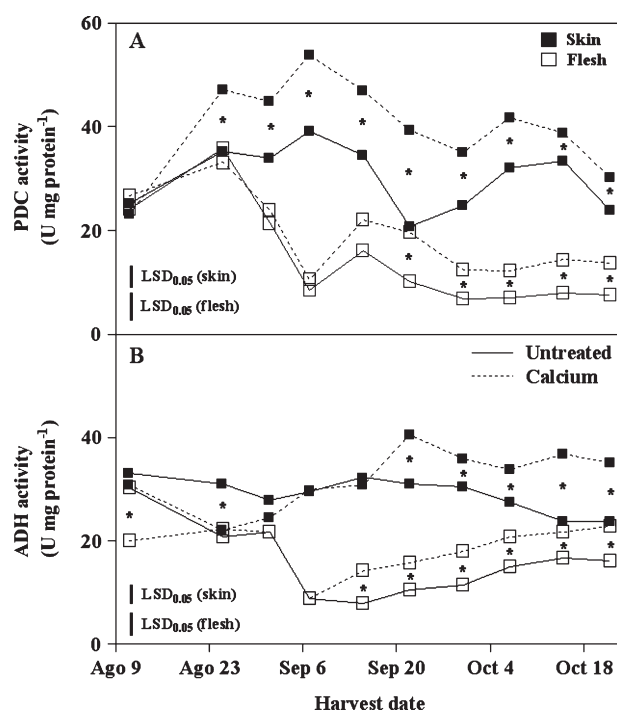 A
Skin
Flesh
60
40
20
0
PDC activity
(U mg protein-1)
*
*
*
*
*
*
*
*
*
*
*
*
*
*
LSD0.05 (skin)
LSD0.05 (flesh)
B
Untreated
Calcium
40
20
0
ADH activity
(U mg protein-1)
*
*
*
*
*
*
*
*
*
*
*
*
*
LSD0.05 (skin)
LSD0.05 (flesh)
Ago 9 Ago 23 Sep 6 Sep 20 Oct 4 Oct 18
Harvest date